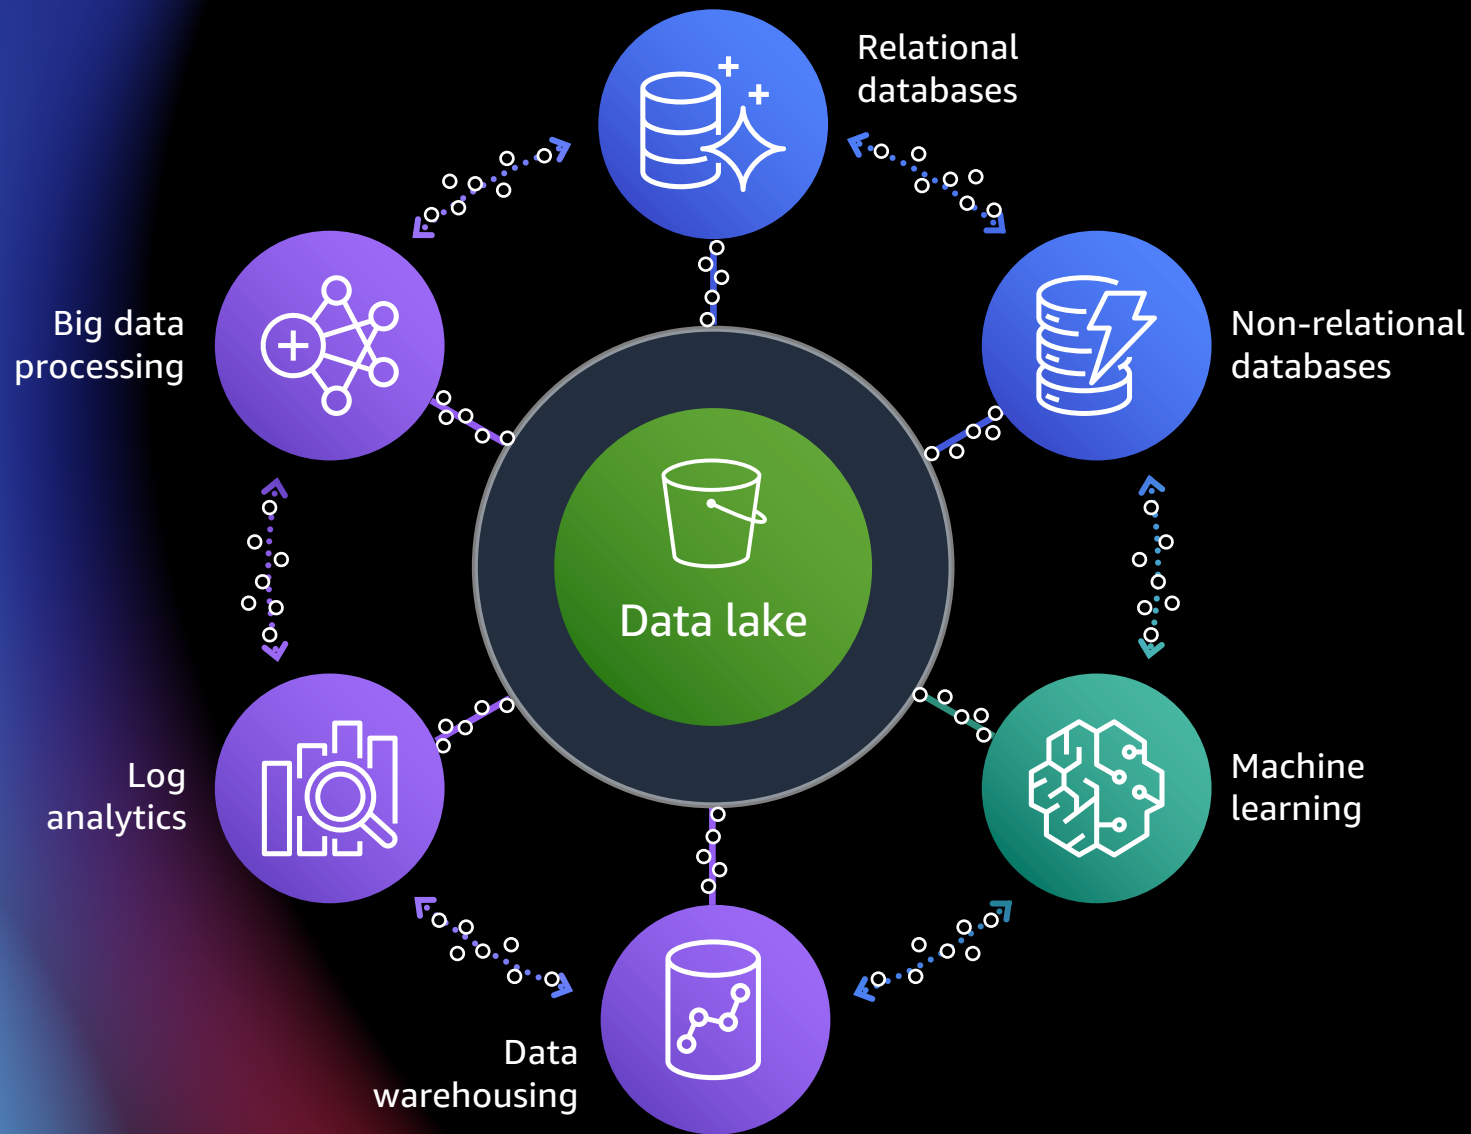 Relational
databases
Big data
processing
Non-relational
databases
Data lake
Log
analytics
Machine
learning
Data
warehousing